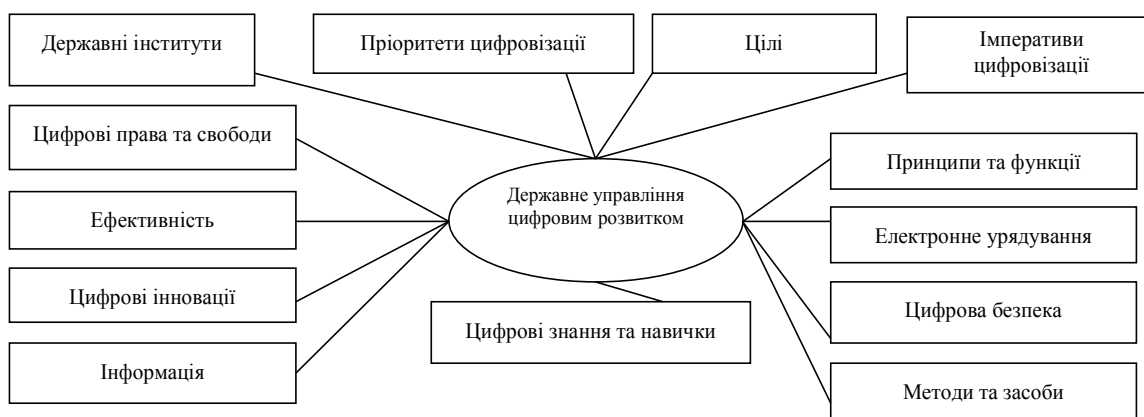 Державні інститути
Пріоритети цифровізації
Цілі
Імперативи
цифровізації
Цифрові права та свободи
Ефективність
Цифрові інновації
Інформація
Державне управління
цифровим розвитком
Цифрові знання та навички
Принципи та функції
Електронне урядування
Цифрова безпека
Методи та засоби